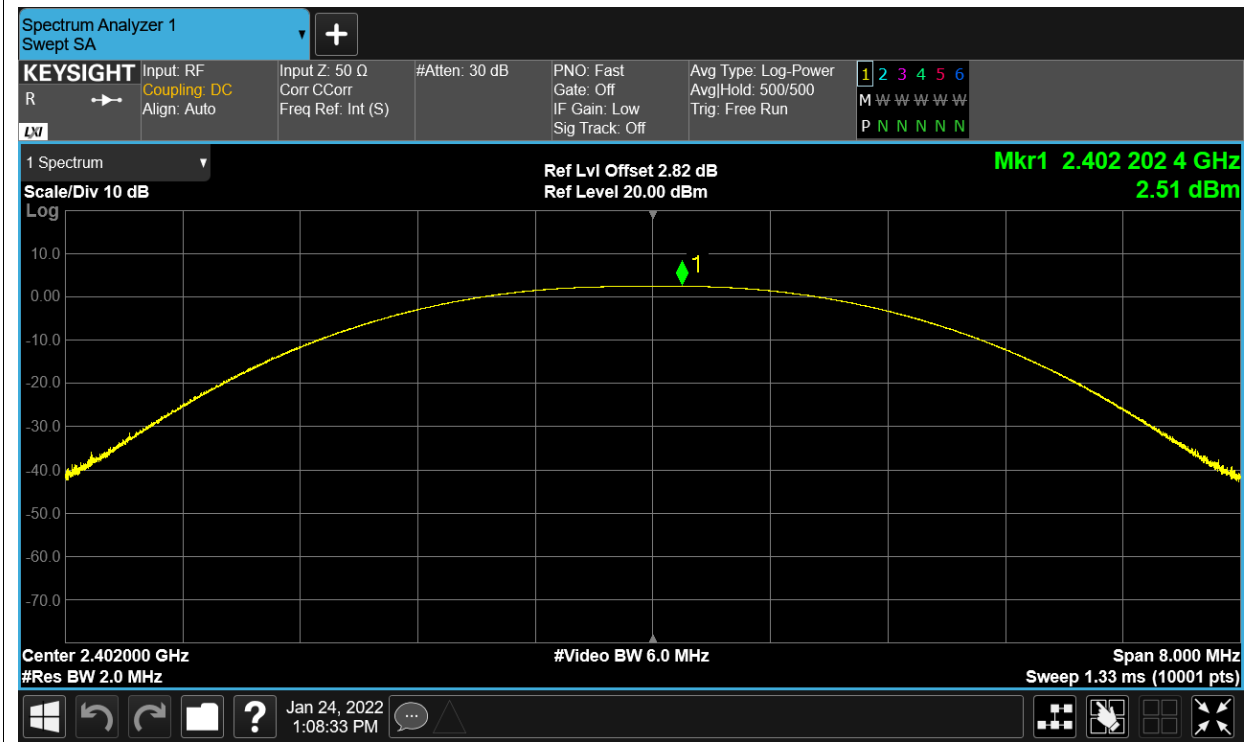 Spectrum Analyzer 1
Swept SA
KEYSIGHT
R
LXI
Input: RF
Coupling: DC
Align: Auto
Input Z: 50 Ω
Corr CCorr
Freq Ref: Int (S)
#Atten: 30 dB
PNO: Fast
Gate: Off
IF Gain: Low
Sig Track: Off
Avg Type: Log-Power
Avg|Hold: 500/500
Trig: Free Run
1 2 3 4 5 6
M W W W W W
P N N N N N
1 Spectrum
Scale/Div 10 dB
Log
Ref Lvl Offset 2.82 dB
Ref Level 20.00 dBm
Mkr1 2.402 202 4 GHz
2.51 dBm
1
10.0
0.00
-10.0
-20.0
-30.0
-40.0
-50.0
-60.0
-70.0
Center 2.402000 GHz
#Res BW 2.0 MHz
#Video BW 6.0 MHz
Span 8.000 MHz
Sweep 1.33 ms (10001 pts)
?
Jan 24, 2022
1:08:33 PM